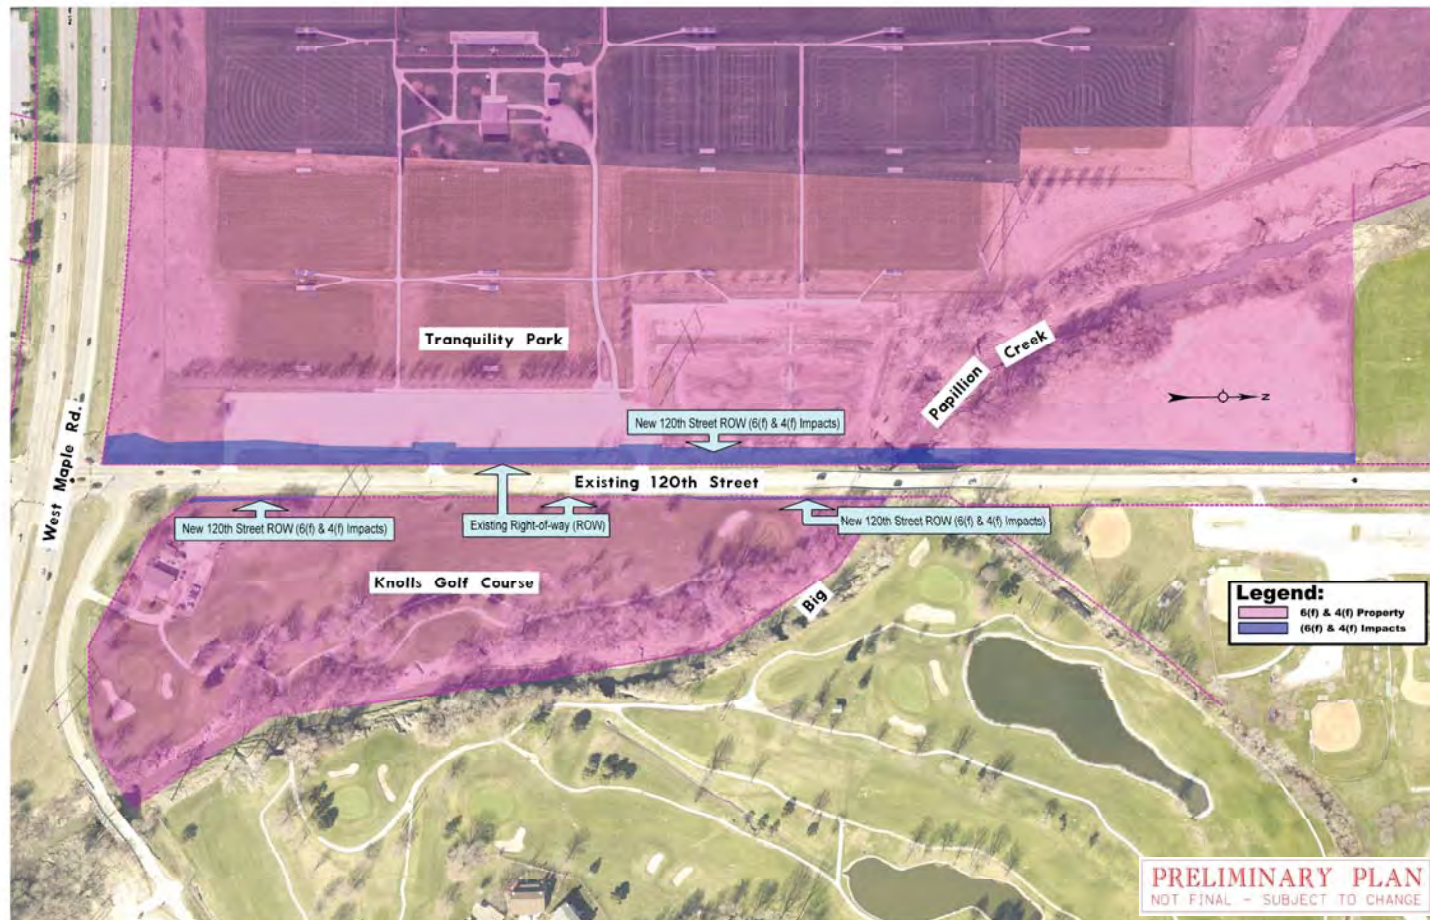 Tranquility Park
Papillion Creek
N
New 120th Street ROW (6(f) & 4(f) Impacts)
West Maple Rd.
Existing 120th Street
New 120th Street ROW (6(f) & 4(f) Impacts)
Existing Right-of-way (ROW)
New 120th Street ROW (6(f) & 4(f) Impacts)
Knolls Golf Course
Big
Legend:
6(f) & 4(f) Property
(6(f) & 4(f) Impacts
PRELIMINARY PLAN
NOT FINAL - SUBJECT TO CHANGE